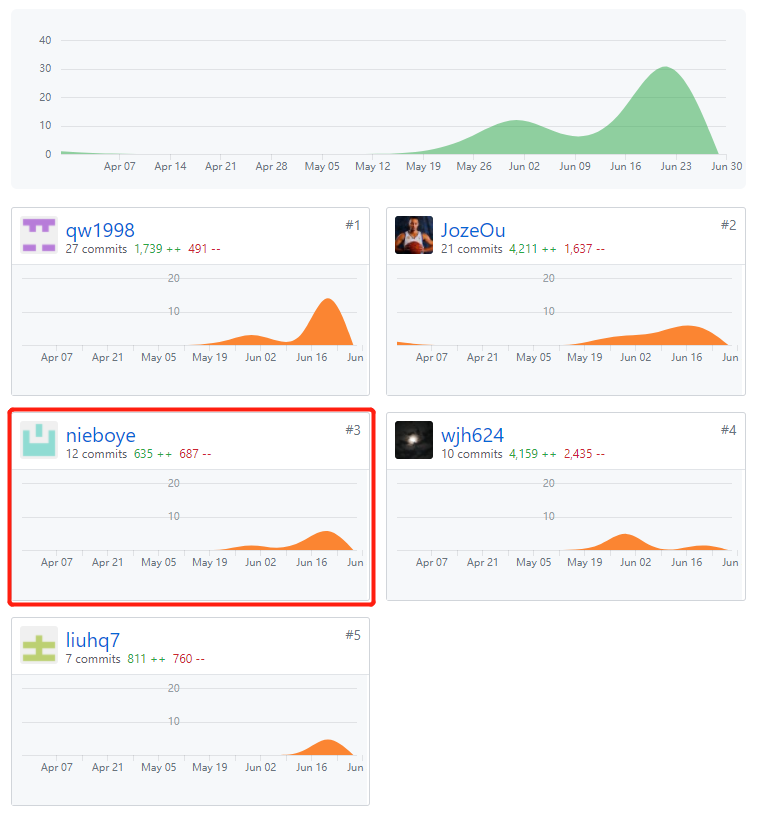 40
30
20
10
0
Apr 07 Apr 14 Apr 21 Apr 28 May 05 May 12 May 19 May 26 Jun 02 Jun 09 Jun 16 Jun 23 Jun 30
qw1998 #1
27 commits 1,739 ++ 491 --
20
10
Apr 07 Apr 21 May 05 May 19 Jun 02 Jun 16 Jun
JozeOu #2
21 commits 4,211 ++ 1,637 --
20
10
Apr 07 Apr 21 May 05 May 19 Jun 02 Jun 16 Jun
nieboye #3
12 commits 635 ++ 687 --
20
10
Apr 07 Apr 21 May 05 May 19 Jun 02 Jun 16 Jun
wjh624 #4
10 commits 4,159 ++ 2,435 --
20
10
Apr 07 Apr 21 May 05 May 19 Jun 02 Jun 16 Jun
liuhq7 #5
7 commits 811 ++ 760 --
20
10
Apr 07 Apr 21 May 05 May 19 Jun 02 Jun 16 Jun